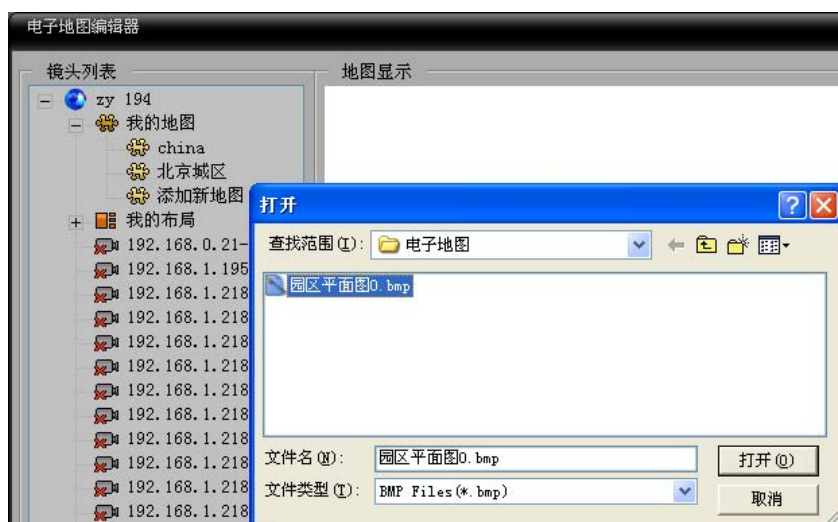 电子地图编辑器
镜头列表
地图显示
zy 194
我的地图
china
北京城区
添加新地图
我的布局
192.168.0.21-
192.168.1.195
192.168.1.218
192.168.1.218
192.168.1.218
192.168.1.218
192.168.1.218
192.168.1.218
192.168.1.218
192.168.1.218
192.168.1.218
192.168.1.218
打开
查找范围(I):
电子地图
园区平面图0.bmp
文件名(N):
园区平面图0.bmp
打开(O)
文件类型(T):
BMP Files(*.bmp)
取消